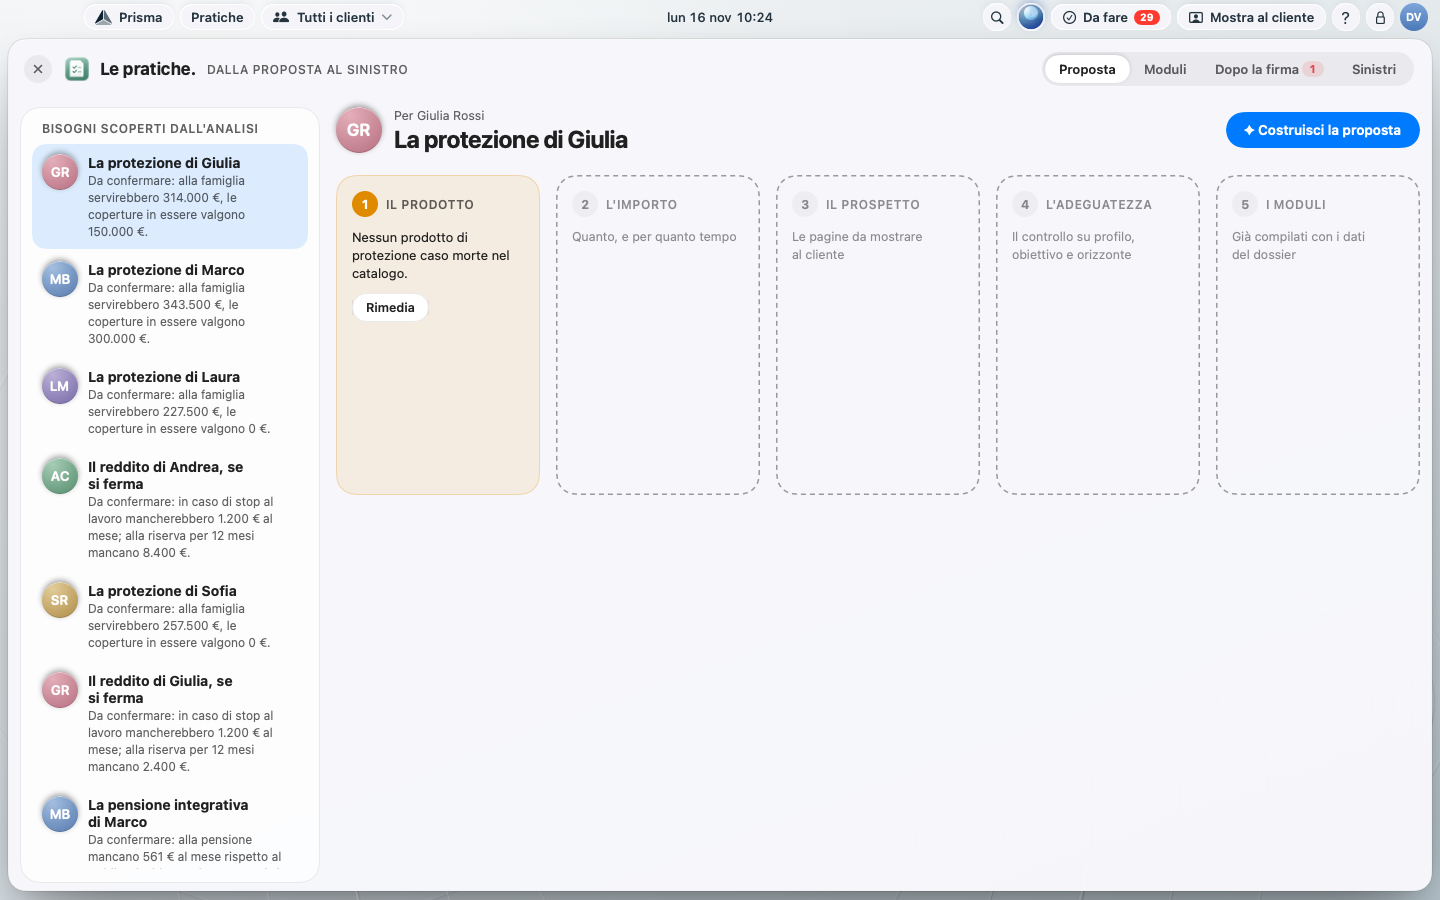 Prisma
Pratiche
Tutti i clienti
lun 16 nov 10:24
Da fare 29
Mostra al cliente
?
DV
Le pratiche. DALLA PROPOSTA AL SINISTRO
Proposta
Moduli
Dopo la firma 1
Sinistri
BISOGNI SCOPERTI DALL'ANALISI
GR
La protezione di Giulia
Da confermare: alla famiglia
servirebbero 314.000 €, le
coperture in essere valgono
150.000 €.
MB
La protezione di Marco
Da confermare: alla famiglia
servirebbero 343.500 €, le
coperture in essere valgono
300.000 €.
LM
La protezione di Laura
Da confermare: alla famiglia
servirebbero 227.500 €, le
coperture in essere valgono 0 €.
AC
Il reddito di Andrea, se
si ferma
Da confermare: in caso di stop al
lavoro mancherebbero 1.200 € al
mese; alla riserva per 12 mesi
mancano 8.400 €.
SR
La protezione di Sofia
Da confermare: alla famiglia
servirebbero 257.500 €, le
coperture in essere valgono 0 €.
GR
Il reddito di Giulia, se
si ferma
Da confermare: in caso di stop al
lavoro mancherebbero 1.200 € al
mese; alla riserva per 12 mesi
mancano 2.400 €.
MB
La pensione integrativa
di Marco
Da confermare: alla pensione
mancano 561 € al mese rispetto al
GR
Per Giulia Rossi
La protezione di Giulia
Costruisci la proposta
1 IL PRODOTTO
Nessun prodotto di
protezione caso morte nel
catalogo.
Rimedia
2 L'IMPORTO
Quanto, e per quanto tempo
3 IL PROSPETTO
Le pagine da mostrare
al cliente
4 L'ADEGUATEZZA
Il controllo su profilo,
obiettivo e orizzonte
5 I MODULI
Già compilati con i dati
del dossier